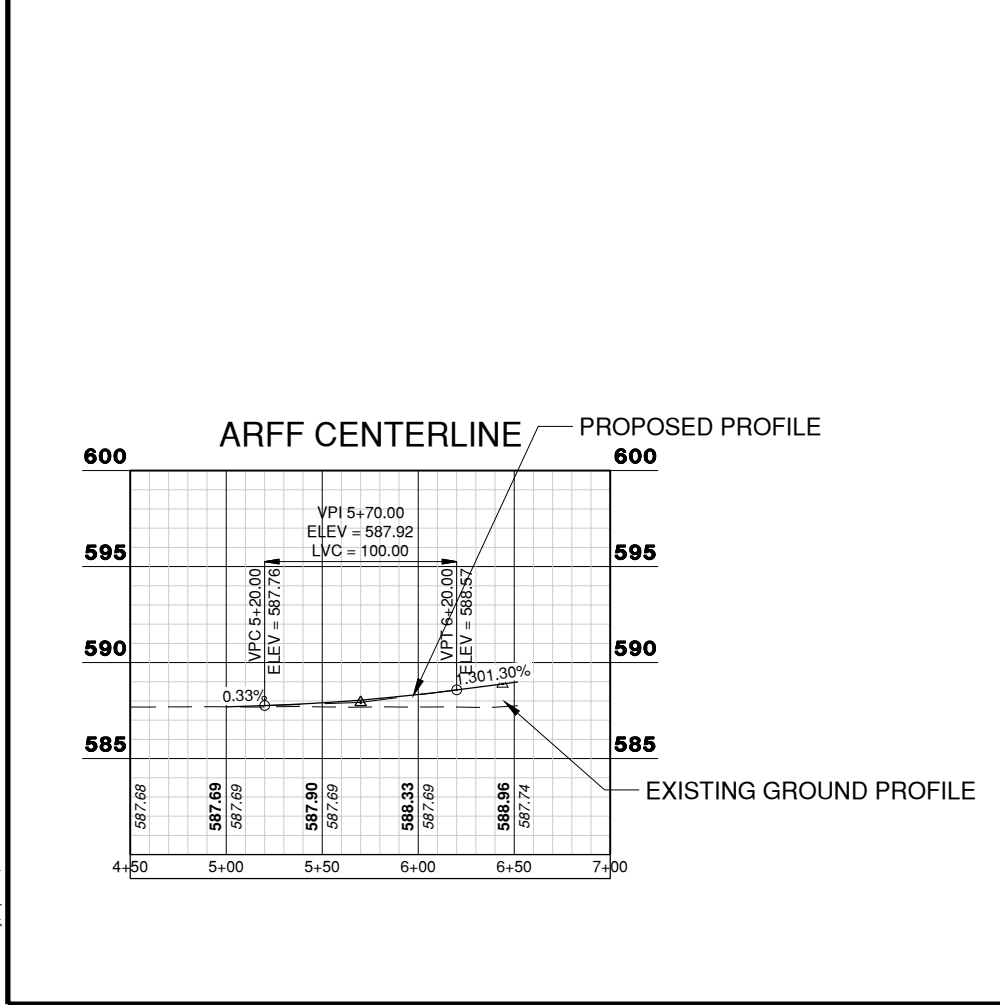 ARFF CENTERLINE
PROPOSED PROFILE
600
600
VPI 5+70.00
ELEV = 587.92
LVC = 100.00
595
595
VPC 5+20.00
ELEV = 587.76
VPT 6+20.00
ELEV = 588.57
590
590
0.33%
1.301.30%
585
585
EXISTING GROUND PROFILE
587.68
587.69
587.69
587.90
587.69
588.33
587.69
588.96
587.74
4+50
5+00
5+50
6+00
6+50
7+00